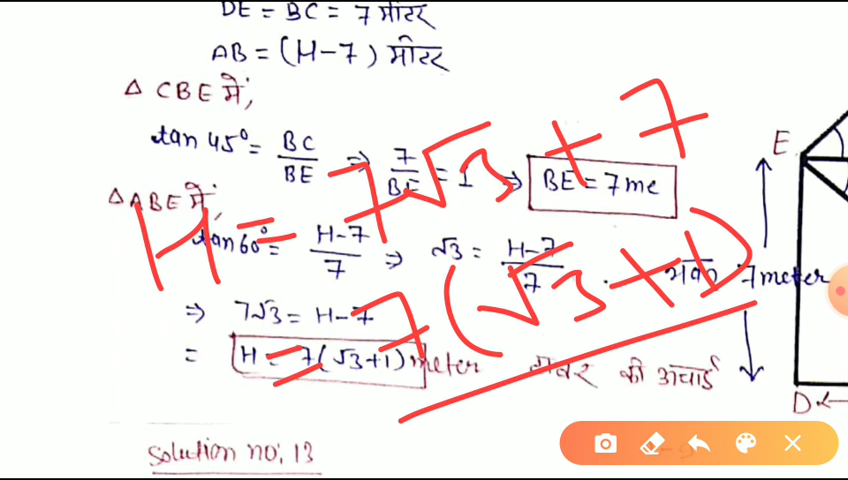 DE = BC = 7 मीटर
AB = (H-7) मीटर
Δ CBE में,
tan 45° = BC/BE ⇒ 7/BE = 1 ⇒ BE = 7 me
Δ ABE में,
tan 60° = H-7/7 ⇒ √3 = H-7/7
⇒ 7√3 = H-7
= H = 7(√3+1) meter की ऊचाई
Solution no. 13
H = 7√3 + 7
= 7(√3+1)
E
7 meter
D